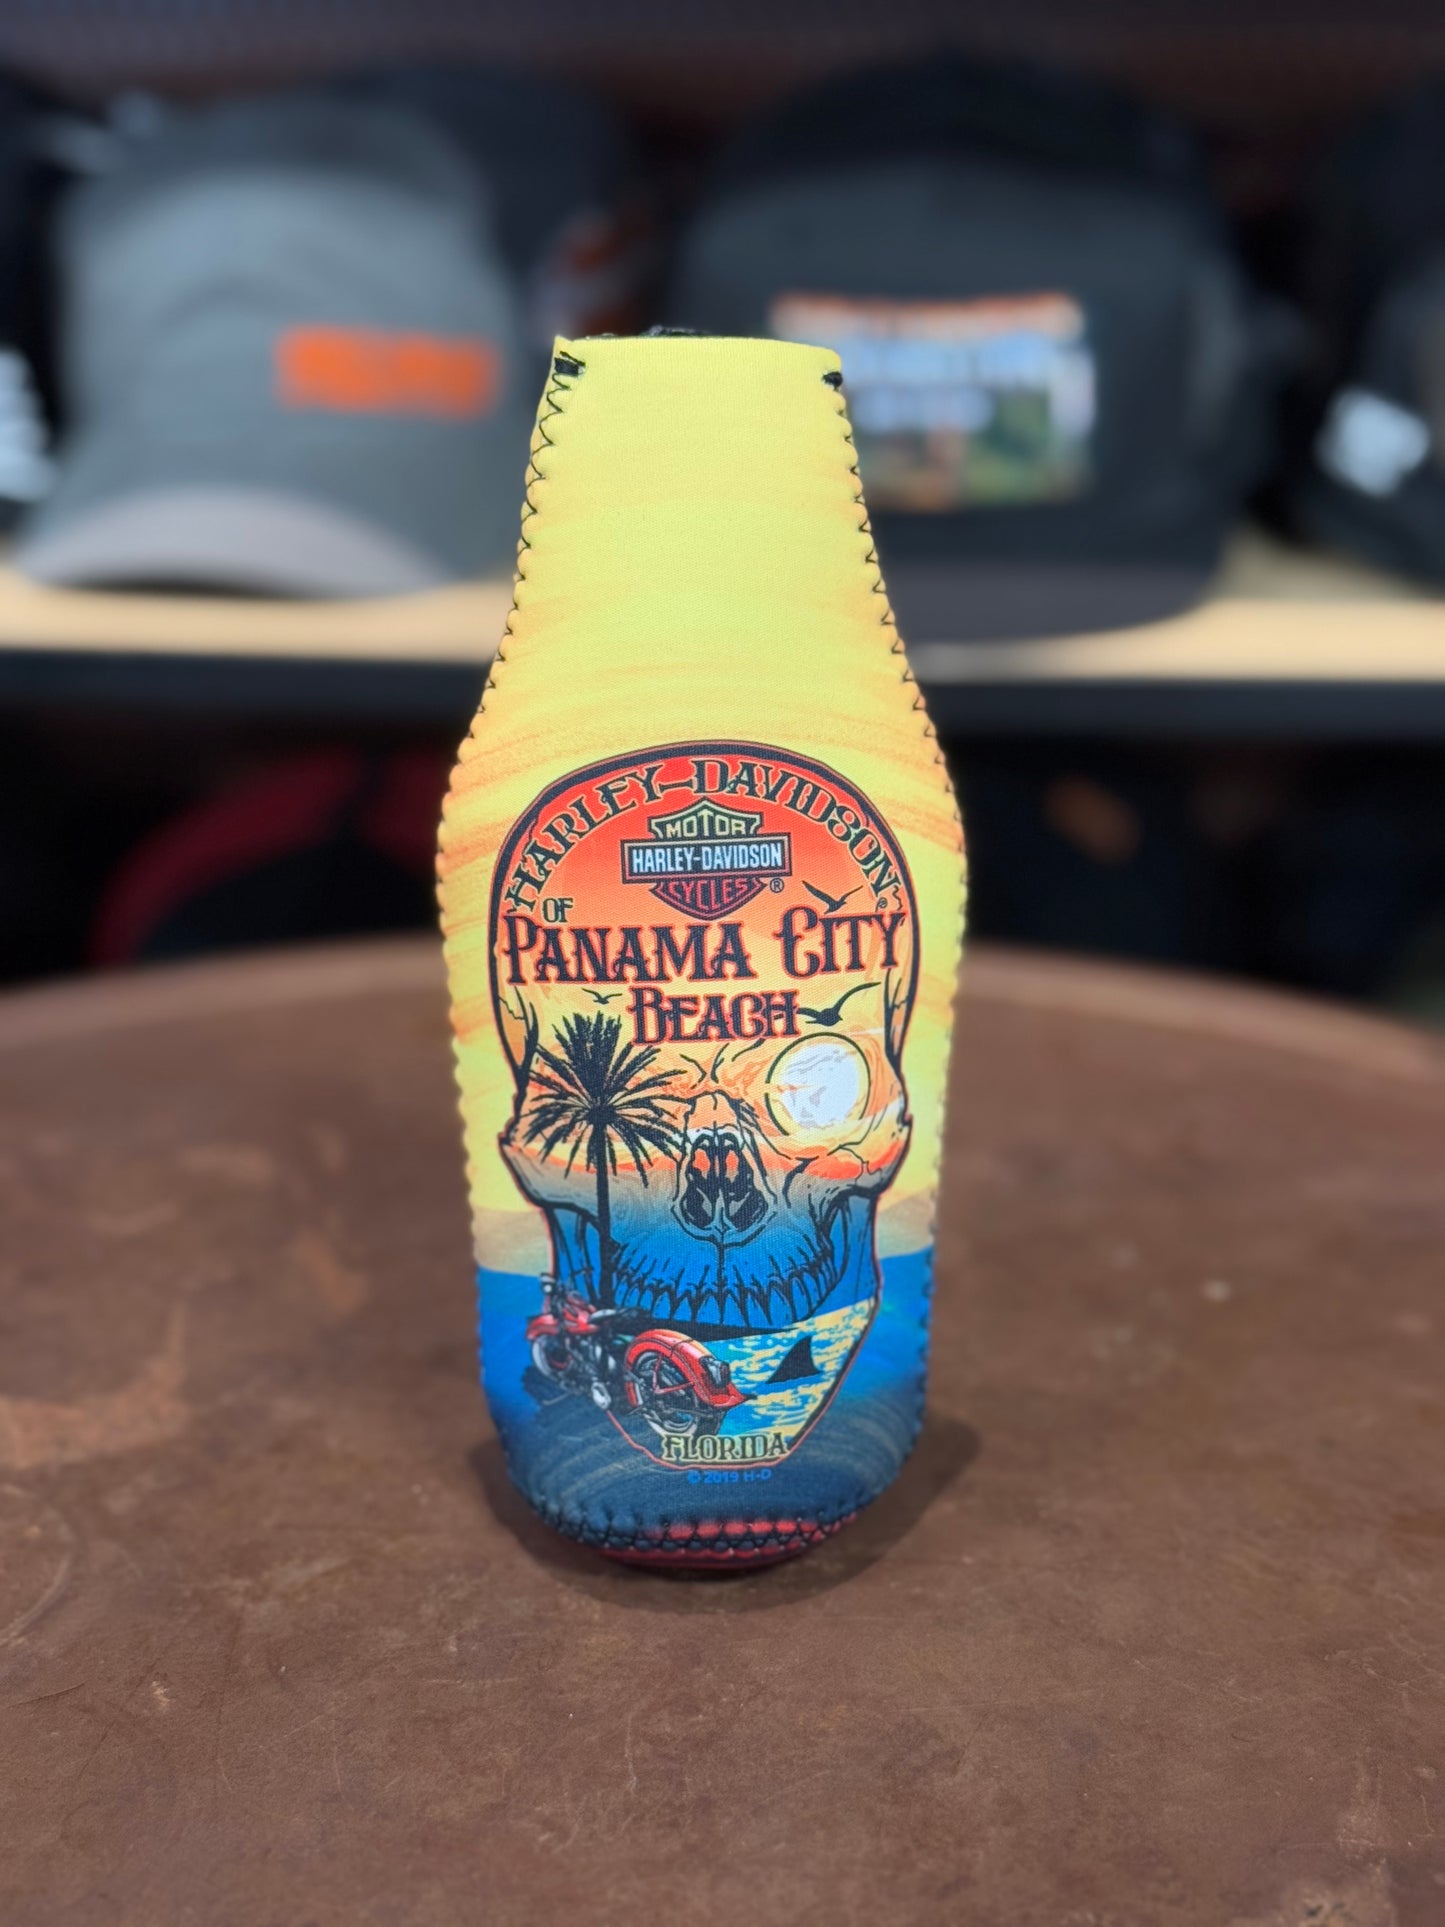 HARLEY-DAVIDSON®
MOTOR
HARLEY-DAVIDSON
CYCLES ®
OF
PANAMA CITY
BEACH
FLORIDA
© 2019 H-D